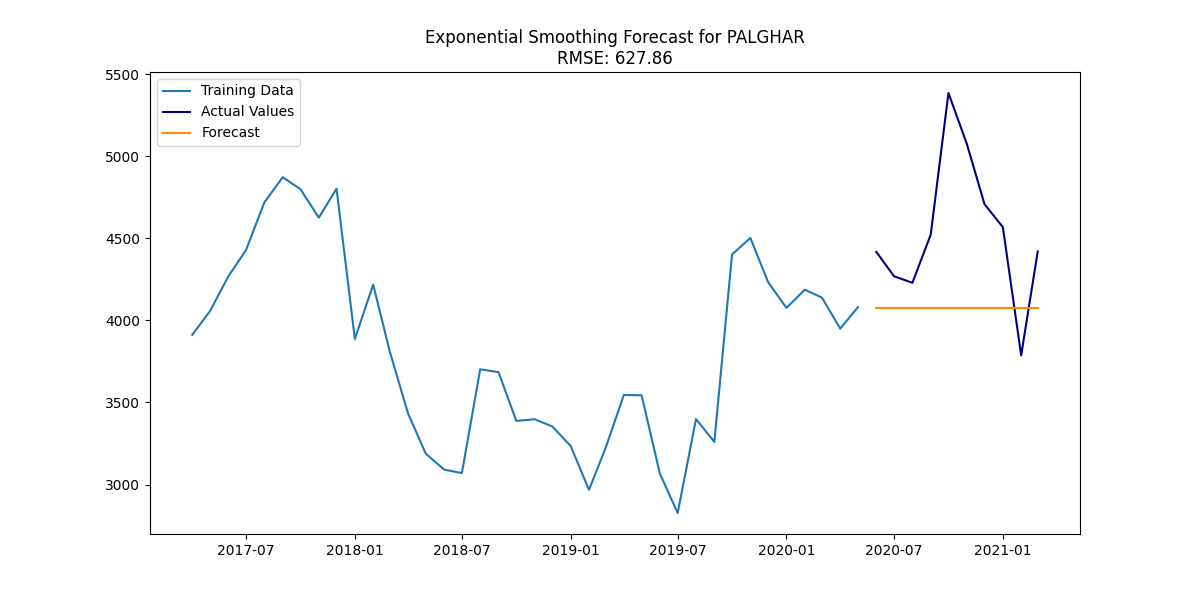 Exponential Smoothing Forecast for PALGHAR
RMSE: 627.86
Training Data
Actual Values
Forecast
5500
5000
4500
4000
3500
3000
2017-07 2018-01 2018-07 2019-01 2019-07 2020-01 2020-07 2021-01